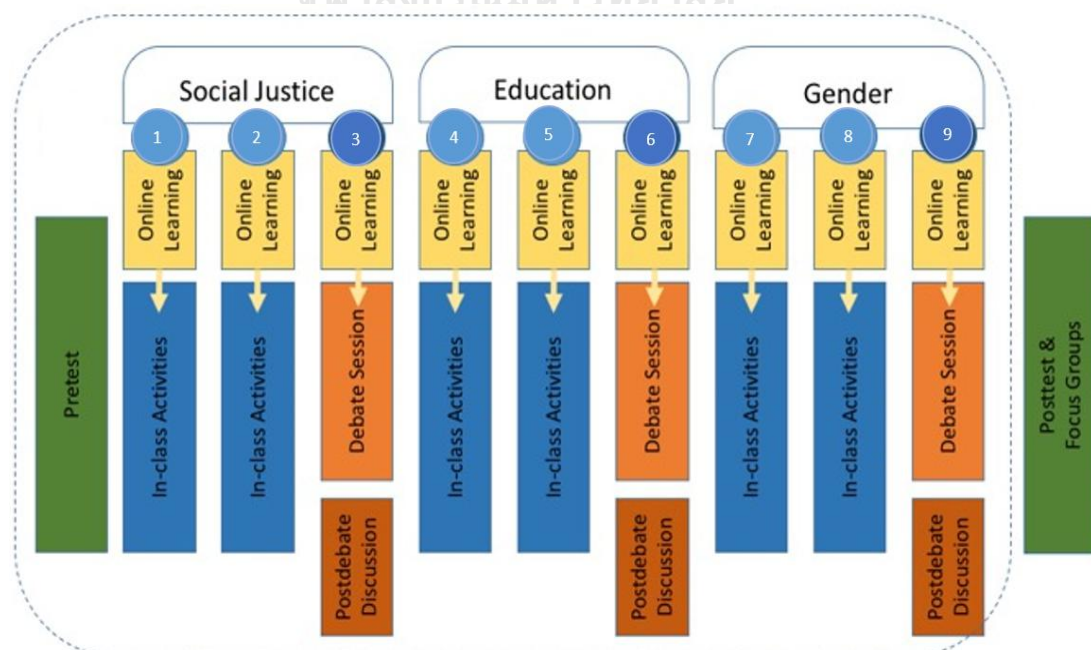 Social Justice
Education
Gender
1
2
3
4
5
6
7
8
9
Online
Learning
Online
Learning
Online
Learning
Online
Learning
Online
Learning
Online
Learning
Online
Learning
Online
Learning
Online
Learning
Pretest
In-class Activities
In-class Activities
Debate Session
In-class Activities
In-class Activities
Debate Session
In-class Activities
In-class Activities
Debate Session
Posttest &
Focus Groups
Postdebate
Discussion
Postdebate
Discussion
Postdebate
Discussion